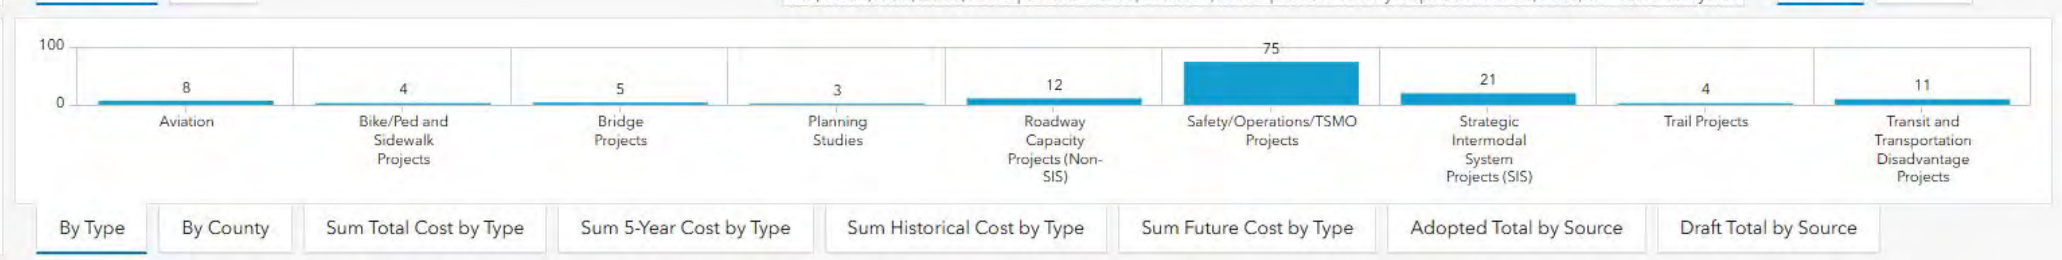 100
75
21
12
11
8
4
5
3
4
0
Aviation
Bike/Ped and
Sidewalk
Projects
Bridge
Projects
Planning
Studies
Roadway
Capacity
Projects (Non-
SIS)
Safety/Operations/TSMO
Projects
Strategic
Intermodal
System
Projects (SIS)
Trail Projects
Transit and
Transportation
Disadvantage
Projects
By Type
By County
Sum Total Cost by Type
Sum 5-Year Cost by Type
Sum Historical Cost by Type
Sum Future Cost by Type
Adopted Total by Source
Draft Total by Source